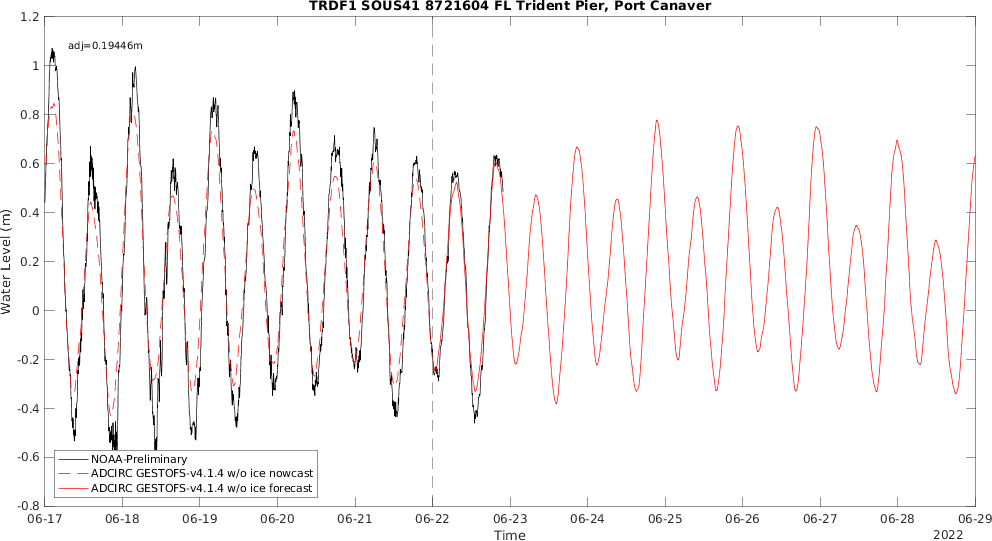 TRDF1 SOUS41 8721604 FL Trident Pier, Port Canaver
adj=0.19446m
1.2
1
0.8
0.6
0.4
0.2
0
-0.2
-0.4
-0.6
-0.8
Water Level (m)
NOAA-Preliminary
ADCIRC GESTOFS-v4.1.4 w/o ice nowcast
ADCIRC GESTOFS-v4.1.4 w/o ice forecast
06-17 06-18 06-19 06-20 06-21 06-22 06-23 06-24 06-25 06-26 06-27 06-28 06-29
Time
2022